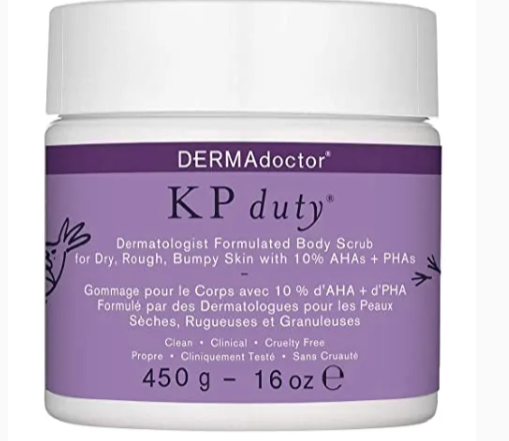 DERMAdoctor®
KP duty®
Dermatologist Formulated Body Scrub
for Dry, Rough, Bumpy Skin with 10% AHAs + PHAs
–
Gommage pour le Corps avec 10 % d'AHA + d'PHA
Formulé par des Dermatologues pour les Peaux
Sèches, Rugueuses et Granuleuses
Clean • Clinical • Cruelty Free
Propre • Cliniquement Testé • Sans Cruauté
450 g – 16 oz ℮